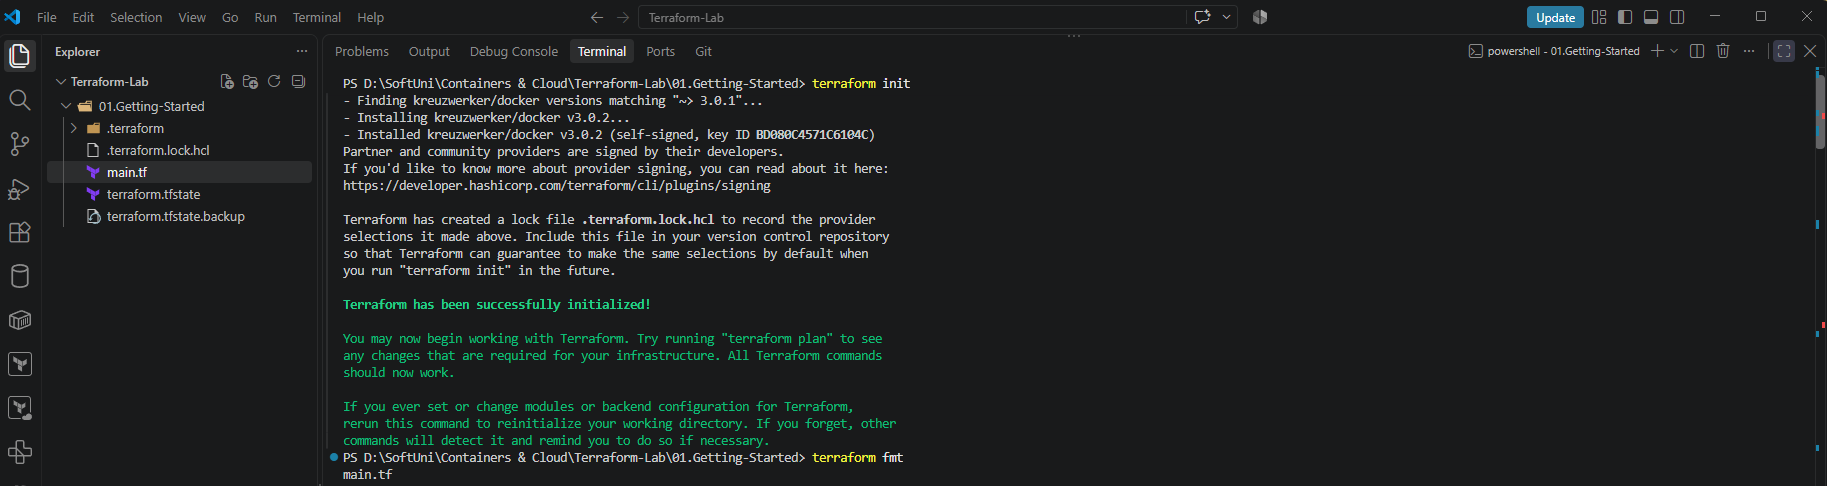 File Edit Selection View Go Run Terminal Help
Terraform-Lab
Update
Explorer
Terraform-Lab
01.Getting-Started
.terraform
.terraform.lock.hcl
main.tf
terraform.tfstate
terraform.tfstate.backup
Problems Output Debug Console Terminal Ports Git
powershell - 01.Getting-Started
PS D:\SoftUni\Containers & Cloud\Terraform-Lab\01.Getting-Started> terraform init
- Finding kreuzwerker/docker versions matching "~> 3.0.1"...
- Installing kreuzwerker/docker v3.0.2...
- Installed kreuzwerker/docker v3.0.2 (self-signed, key ID BD080C4571C6104C)
Partner and community providers are signed by their developers.
If you'd like to know more about provider signing, you can read about it here:
https://developer.hashicorp.com/terraform/cli/plugins/signing
Terraform has created a lock file .terraform.lock.hcl to record the provider
selections it made above. Include this file in your version control repository
so that Terraform can guarantee to make the same selections by default when
you run "terraform init" in the future.
Terraform has been successfully initialized!
You may now begin working with Terraform. Try running "terraform plan" to see
any changes that are required for your infrastructure. All Terraform commands
should now work.
If you ever set or change modules or backend configuration for Terraform,
rerun this command to reinitialize your working directory. If you forget, other
commands will detect it and remind you to do so if necessary.
PS D:\SoftUni\Containers & Cloud\Terraform-Lab\01.Getting-Started> terraform fmt
main.tf